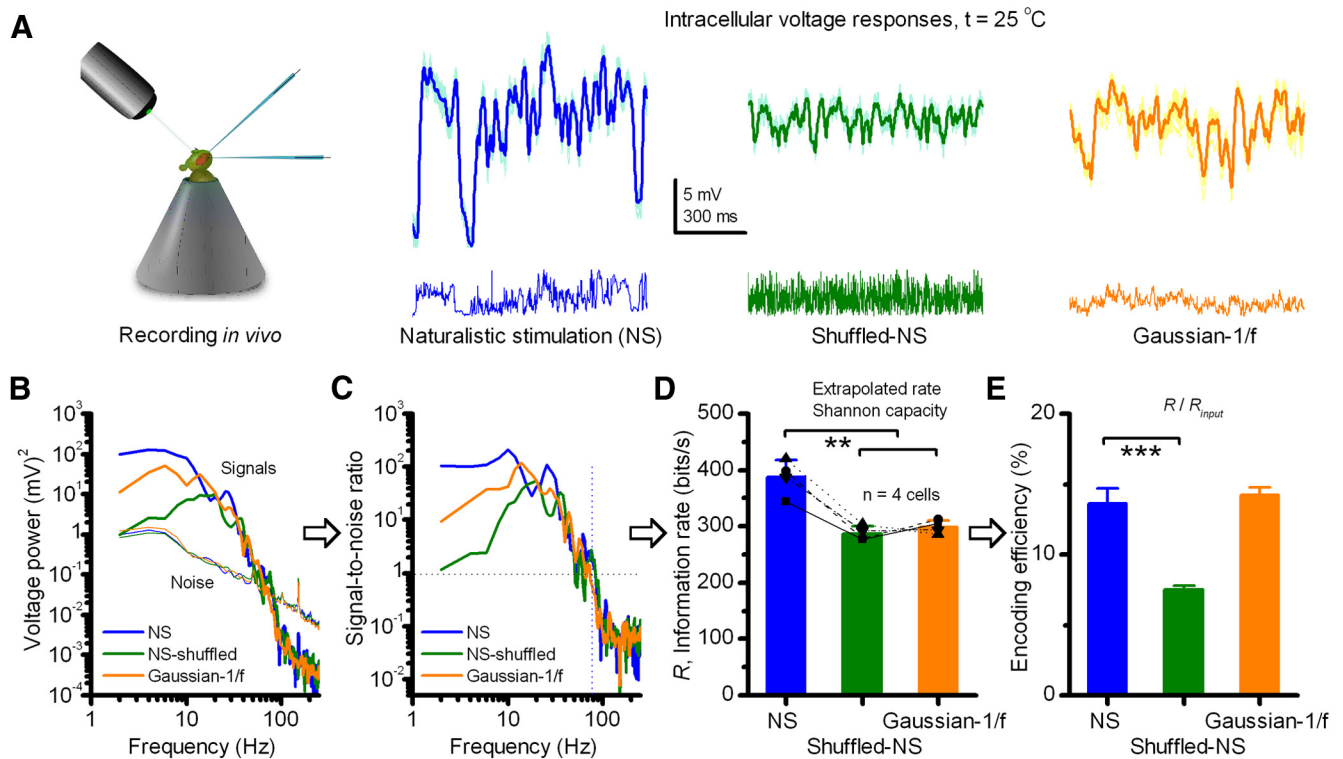 A
Intracellular voltage responses, t = 25 °C
5 mV
300 ms
Recording in vivo
Naturalistic stimulation (NS)
Shuffled-NS
Gaussian-1/f
B
Voltage power (mV)²
10³
10²
10¹
1
10⁻¹
10⁻²
10⁻³
10⁻⁴
Signals
Noise
NS
NS-shuffled
Gaussian-1/f
1
10
100
Frequency (Hz)
C
Signal-to-noise ratio
10³
10²
10¹
1
10⁻¹
10⁻²
NS
NS-shuffled
Gaussian-1/f
1
10
100
Frequency (Hz)
D
Extrapolated rate
Shannon capacity
R, Information rate (bits/s)
500
400
300
200
100
0
**
n = 4 cells
NS
Gaussian-1/f
Shuffled-NS
E
R / Rinput
Encoding efficiency (%)
20
10
0
***
NS
Gaussian-1/f
Shuffled-NS